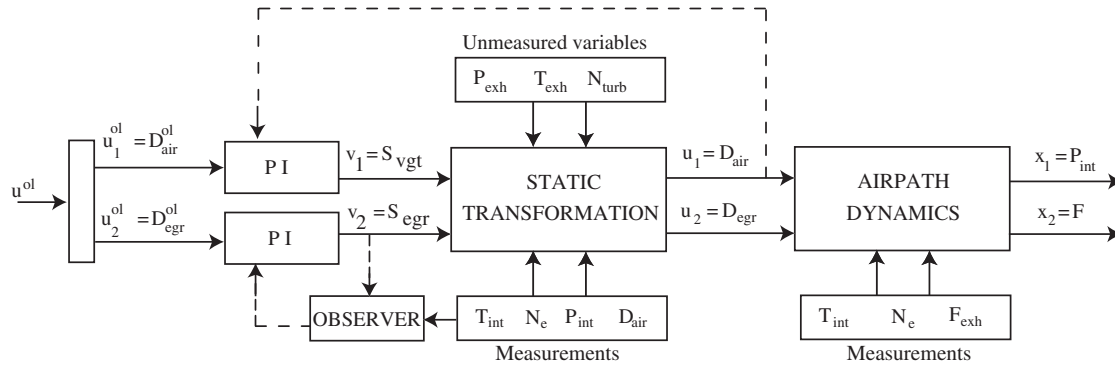 Unmeasured variables
P_exh T_exh N_turb
u_1^ol = D_air^ol
P I
v_1 = S_vgt
STATIC
TRANSFORMATION
u_1 = D_air
AIRPATH
DYNAMICS
x_1 = P_int
u^ol
u_2^ol = D_egr^ol
P I
v_2 = S_egr
u_2 = D_egr
x_2 = F
OBSERVER
T_int N_e P_int D_air
Measurements
T_int N_e F_exh
Measurements